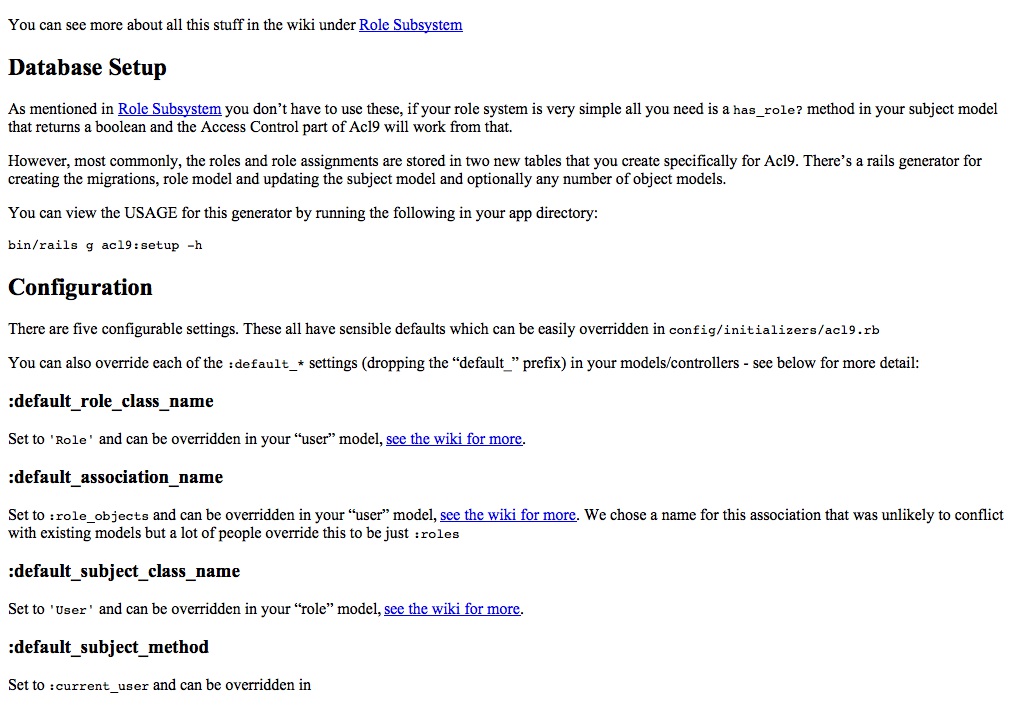 You can see more about all this stuff in the wiki under Role Subsystem
Database Setup
As mentioned in Role Subsystem you don’t have to use these, if your role system is very simple all you need is a has_role? method in your subject model
that returns a boolean and the Access Control part of Acl9 will work from that.
However, most commonly, the roles and role assignments are stored in two new tables that you create specifically for Acl9. There’s a rails generator for
creating the migrations, role model and updating the subject model and optionally any number of object models.
You can view the USAGE for this generator by running the following in your app directory:
bin/rails g acl9:setup -h
Configuration
There are five configurable settings. These all have sensible defaults which can be easily overridden in config/initializers/acl9.rb
You can also override each of the :default_* settings (dropping the “default_” prefix) in your models/controllers - see below for more detail:
:default_role_class_name
Set to 'Role' and can be overridden in your “user” model, see the wiki for more.
:default_association_name
Set to :role_objects and can be overridden in your “user” model, see the wiki for more. We chose a name for this association that was unlikely to conflict
with existing models but a lot of people override this to be just :roles
:default_subject_class_name
Set to 'User' and can be overridden in your “role” model, see the wiki for more.
:default_subject_method
Set to :current_user and can be overridden in